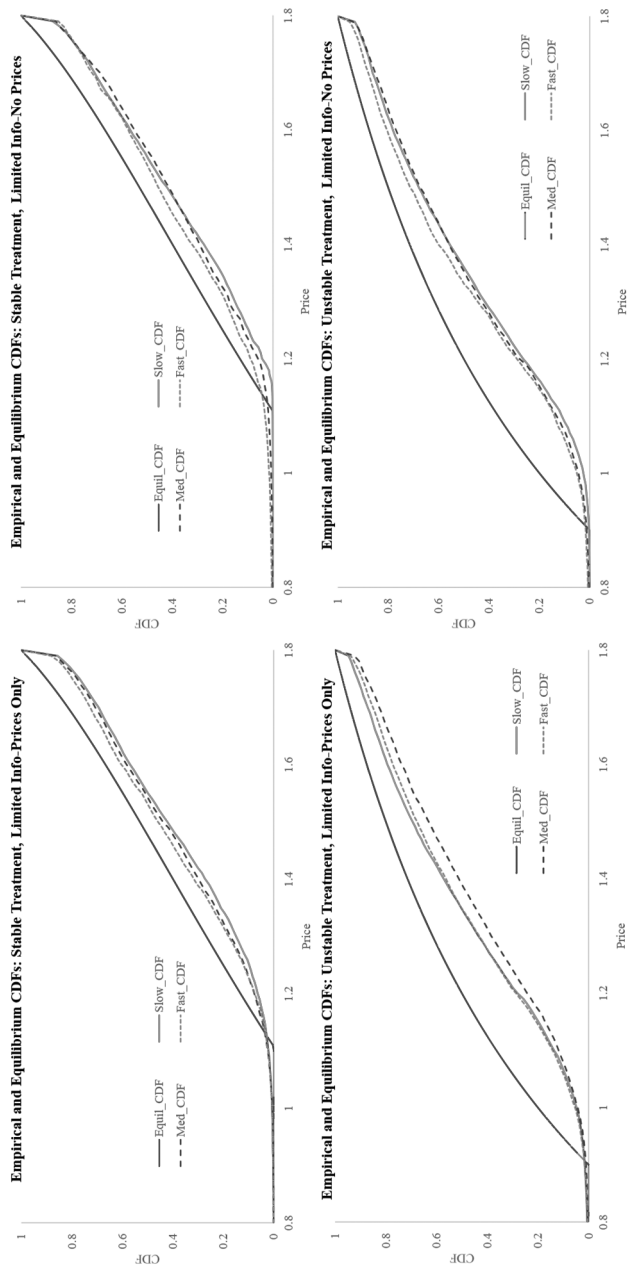 Empirical and Equilibrium CDFs: Stable Treatment, Limited Info-Prices Only
CDF
1
0.8
0.6
0.4
0.2
0
Equil_CDF Slow_CDF
Med_CDF Fast_CDF
0.8 1 1.2 1.4 1.6 1.8
Price
Empirical and Equilibrium CDFs: Stable Treatment, Limited Info-No Prices
CDF
1
0.8
0.6
0.4
0.2
0
Equil_CDF Slow_CDF
Med_CDF Fast_CDF
0.8 1 1.2 1.4 1.6 1.8
Price
Empirical and Equilibrium CDFs: Unstable Treatment, Limited Info-Prices Only
CDF
1
0.8
0.6
0.4
0.2
0
Equil_CDF Slow_CDF
Med_CDF Fast_CDF
0.8 1 1.2 1.4 1.6 1.8
Price
Empirical and Equilibrium CDFs: Unstable Treatment, Limited Info-No Prices
CDF
1
0.8
0.6
0.4
0.2
0
Equil_CDF Slow_CDF
Med_CDF Fast_CDF
0.8 1 1.2 1.4 1.6 1.8
Price